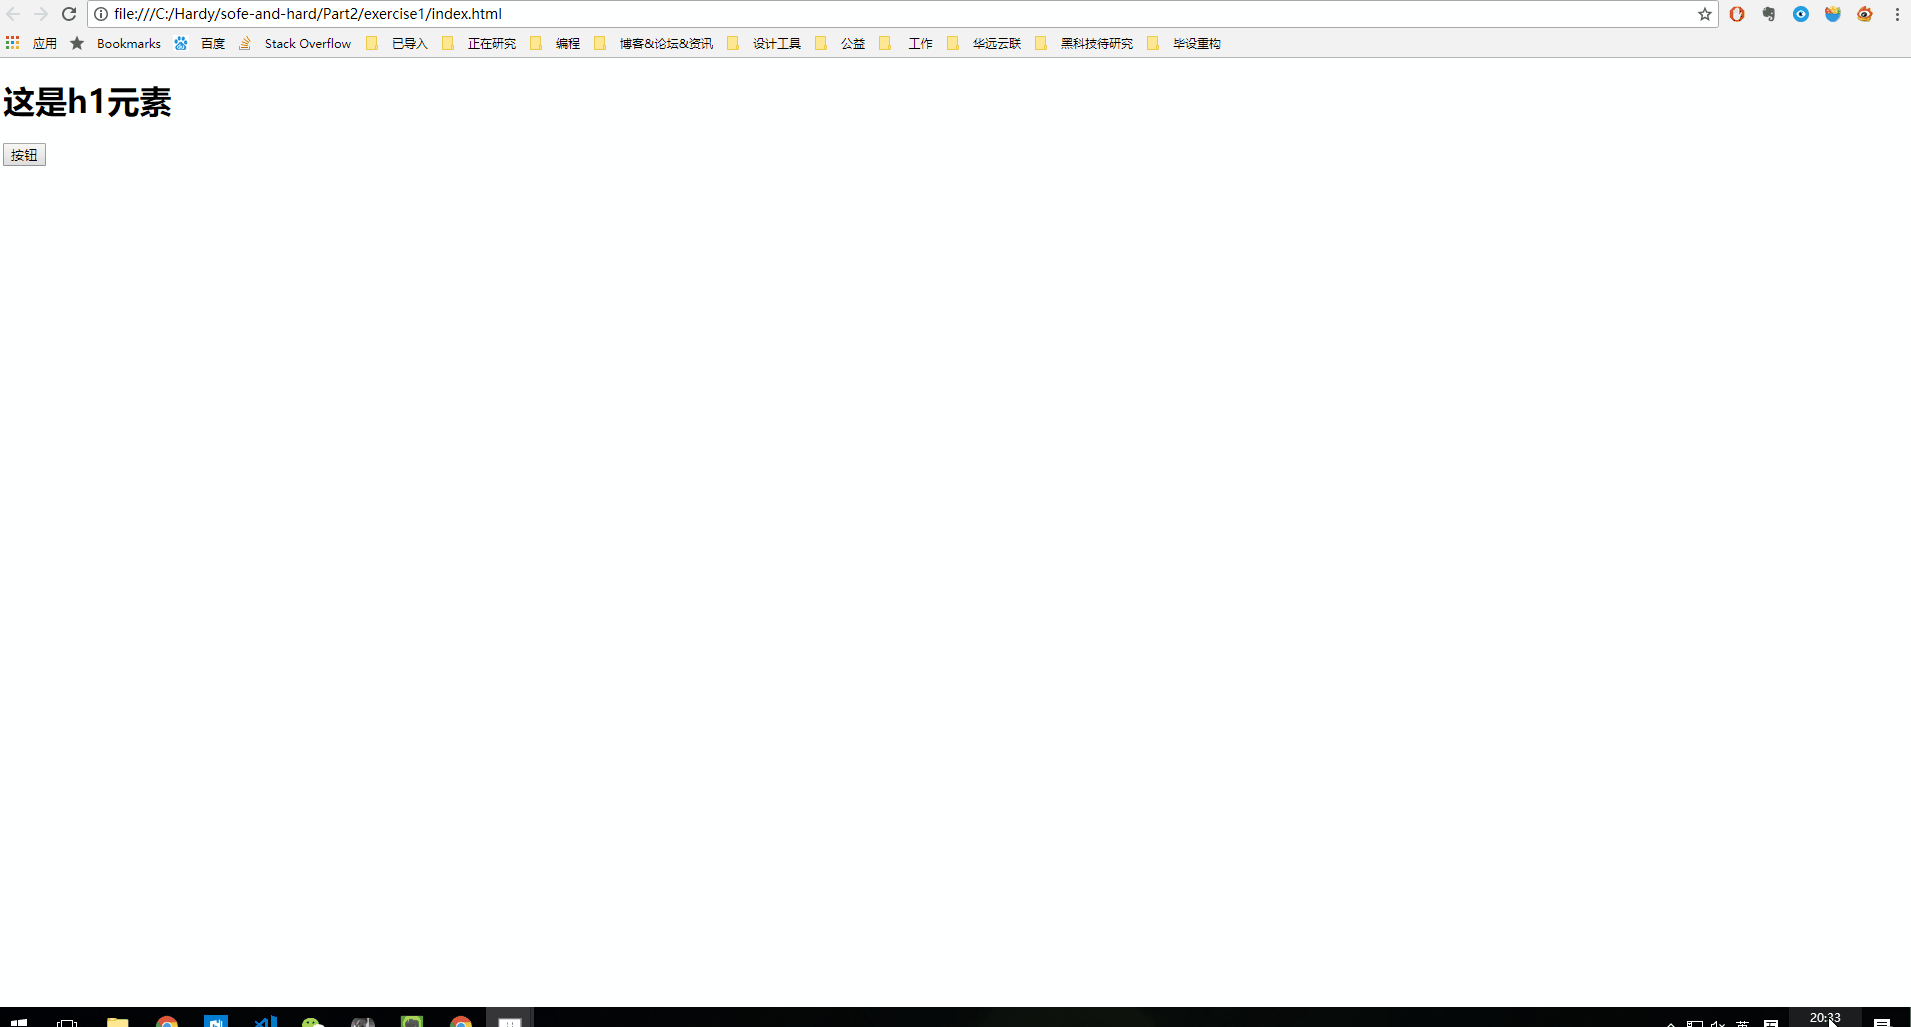 file:///C:/Hardy/sofe-and-hard/Part2/exercise1/index.html
应用 Bookmarks 百度 Stack Overflow 已导入 正在研究 编程 博客&论坛&资讯 设计工具 公益 工作 华远云联 黑科技待研究 毕设重构
这是h1元素
按钮
英
20:33